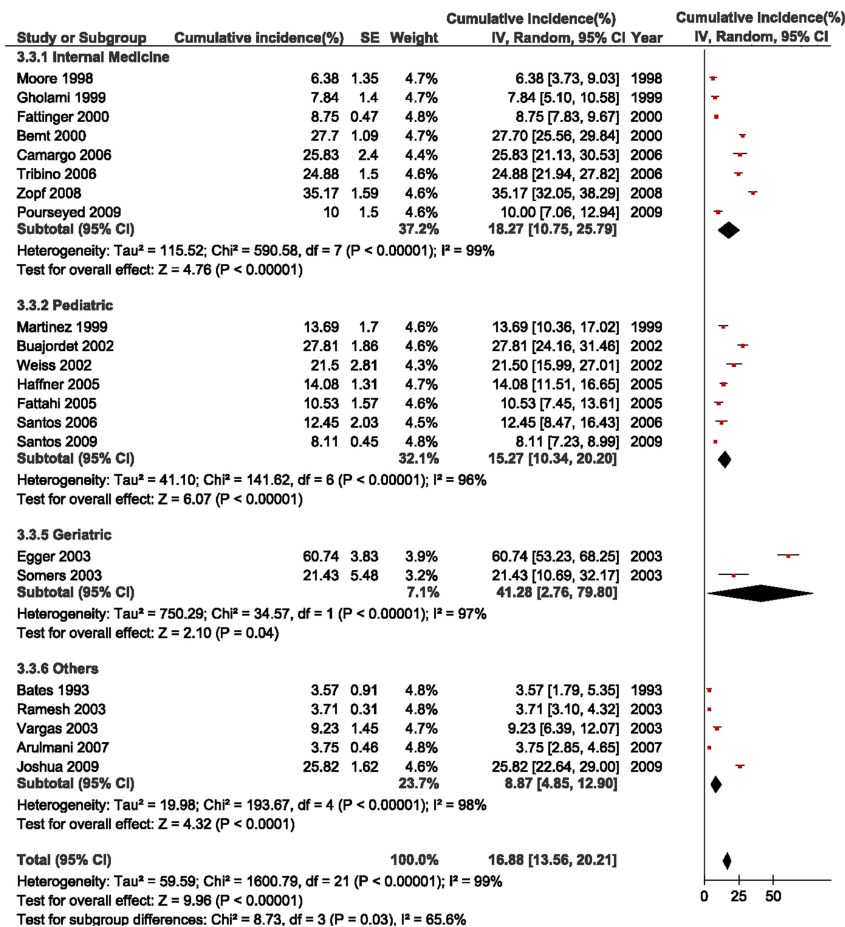 Cumulative Incidence(%) Cumulative Incidence(%)
Study or Subgroup Cumulative Incidence(%) SE Weight IV, Random, 95% CI Year IV, Random, 95% CI
3.3.1 Internal Medicine
Moore 1998 6.38 1.35 4.7% 6.38 [3.73, 9.03] 1998
Gholami 1999 7.84 1.4 4.7% 7.84 [5.10, 10.58] 1999
Fattinger 2000 8.75 0.47 4.8% 8.75 [7.83, 9.67] 2000
Bernt 2000 27.7 1.09 4.7% 27.70 [25.56, 29.84] 2000
Camargo 2006 25.83 2.4 4.4% 25.83 [21.13, 30.53] 2006
Tribino 2006 24.88 1.5 4.6% 24.88 [21.94, 27.82] 2006
Zopf 2008 35.17 1.59 4.6% 35.17 [32.05, 38.29] 2008
Pourseyed 2009 10 1.5 4.6% 10.00 [7.06, 12.94] 2009
Subtotal (95% CI) 37.2% 18.27 [10.75, 25.79]
Heterogeneity: Tau² = 115.52; Chi² = 590.58, df = 7 (P < 0.00001); I² = 99%
Test for overall effect: Z = 4.76 (P < 0.00001)
3.3.2 Pediatric
Martinez 1999 13.69 1.7 4.6% 13.69 [10.36, 17.02] 1999
Buajordet 2002 27.81 1.86 4.6% 27.81 [24.16, 31.46] 2002
Weiss 2002 21.5 2.81 4.3% 21.50 [15.99, 27.01] 2002
Haffner 2005 14.08 1.31 4.7% 14.08 [11.51, 16.65] 2005
Fattahi 2005 10.53 1.57 4.6% 10.53 [7.45, 13.61] 2005
Santos 2006 12.45 2.03 4.5% 12.45 [8.47, 16.43] 2006
Santos 2009 8.11 0.45 4.8% 8.11 [7.23, 8.99] 2009
Subtotal (95% CI) 32.1% 15.27 [10.34, 20.20]
Heterogeneity: Tau² = 41.10; Chi² = 141.62, df = 6 (P < 0.00001); I² = 96%
Test for overall effect: Z = 6.07 (P < 0.00001)
3.3.5 Geriatric
Egger 2003 60.74 3.83 3.9% 60.74 [53.23, 68.25] 2003
Somers 2003 21.43 5.48 3.2% 21.43 [10.69, 32.17] 2003
Subtotal (95% CI) 7.1% 41.28 [2.76, 79.80]
Heterogeneity: Tau² = 750.29; Chi² = 34.57, df = 1 (P < 0.00001); I² = 97%
Test for overall effect: Z = 2.10 (P = 0.04)
3.3.6 Others
Bates 1993 3.57 0.91 4.8% 3.57 [1.79, 5.35] 1993
Ramesh 2003 3.71 0.31 4.8% 3.71 [3.10, 4.32] 2003
Vargas 2003 9.23 1.45 4.7% 9.23 [6.39, 12.07] 2003
Arulmani 2007 3.75 0.46 4.8% 3.75 [2.85, 4.65] 2007
Joshua 2009 25.82 1.62 4.6% 25.82 [22.64, 29.00] 2009
Subtotal (95% CI) 23.7% 8.87 [4.85, 12.90]
Heterogeneity: Tau² = 19.98; Chi² = 193.67, df = 4 (P < 0.00001); I² = 98%
Test for overall effect: Z = 4.32 (P < 0.0001)
Total (95% CI) 100.0% 16.88 [13.56, 20.21]
Heterogeneity: Tau² = 59.59; Chi² = 1600.79, df = 21 (P < 0.00001); I² = 99%
Test for overall effect: Z = 9.96 (P < 0.00001)
Test for subgroup differences: Chi² = 8.73, df = 3 (P = 0.03), I² = 65.6%
0 25 50